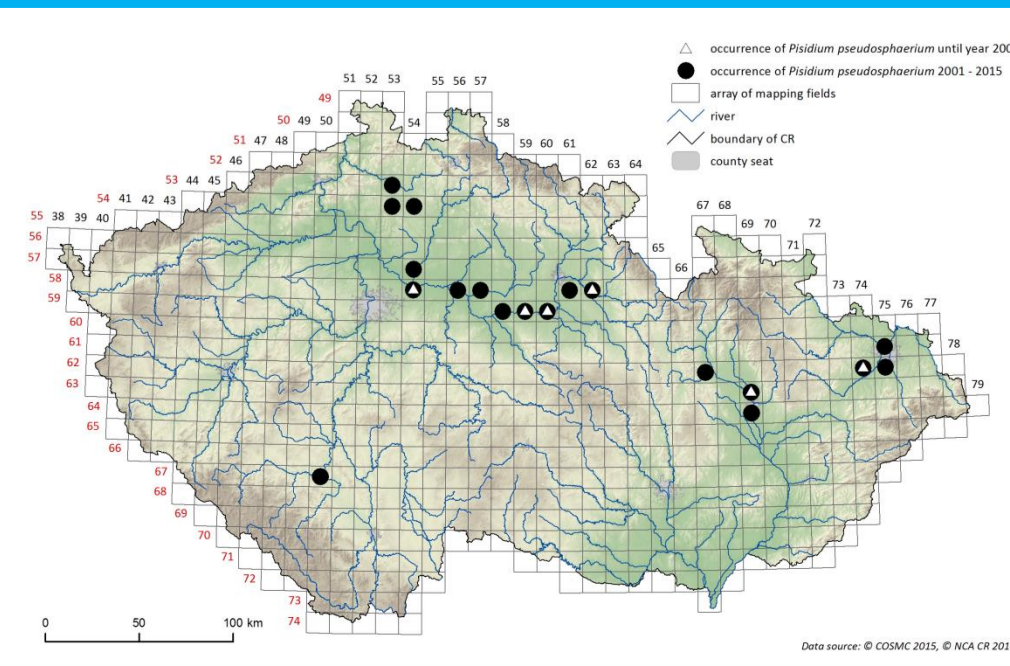 occurrence of Pisidium pseudosphaerium until year 200
occurrence of Pisidium pseudosphaerium 2001 - 2015
array of mapping fields
river
boundary of CR
county seat
51 52 53 55 56 57
49
50 49 50 54 58
51 47 48 59 60 61
52 46 62 63 64
53 44 45
54 41 42 43 67 68
55 38 39 40 69 70 72
56 65 71
57 66
58 73 74
59 75 76 77
60
61 78
62
63 79
64
65
66
67
68
69
70
71
72
73
74
0 50 100 km
Data source: © COSMC 2015, © NCA CR 201